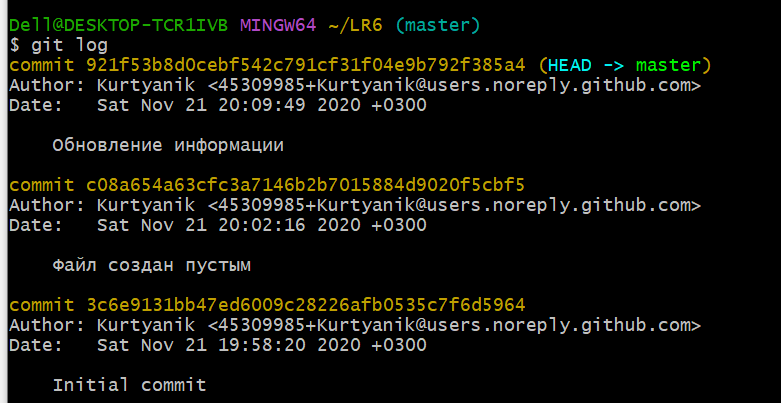 Dell@DESKTOP-TCR1IVB MINGW64 ~/LR6 (master)
$ git log
commit 921f53b8d0cebf542c791cf31f04e9b792f385a4 (HEAD -> master)
Author: Kurtyanik <45309985+Kurtyanik@users.noreply.github.com>
Date:   Sat Nov 21 20:09:49 2020 +0300
    Обновление информации
commit c08a654a63cfc3a7146b2b7015884d9020f5cbf5
Author: Kurtyanik <45309985+Kurtyanik@users.noreply.github.com>
Date:   Sat Nov 21 20:02:16 2020 +0300
    Файл создан пустым
commit 3c6e9131bb47ed6009c28226afb0535c7f6d5964
Author: Kurtyanik <45309985+Kurtyanik@users.noreply.github.com>
Date:   Sat Nov 21 19:58:20 2020 +0300
    Initial commit